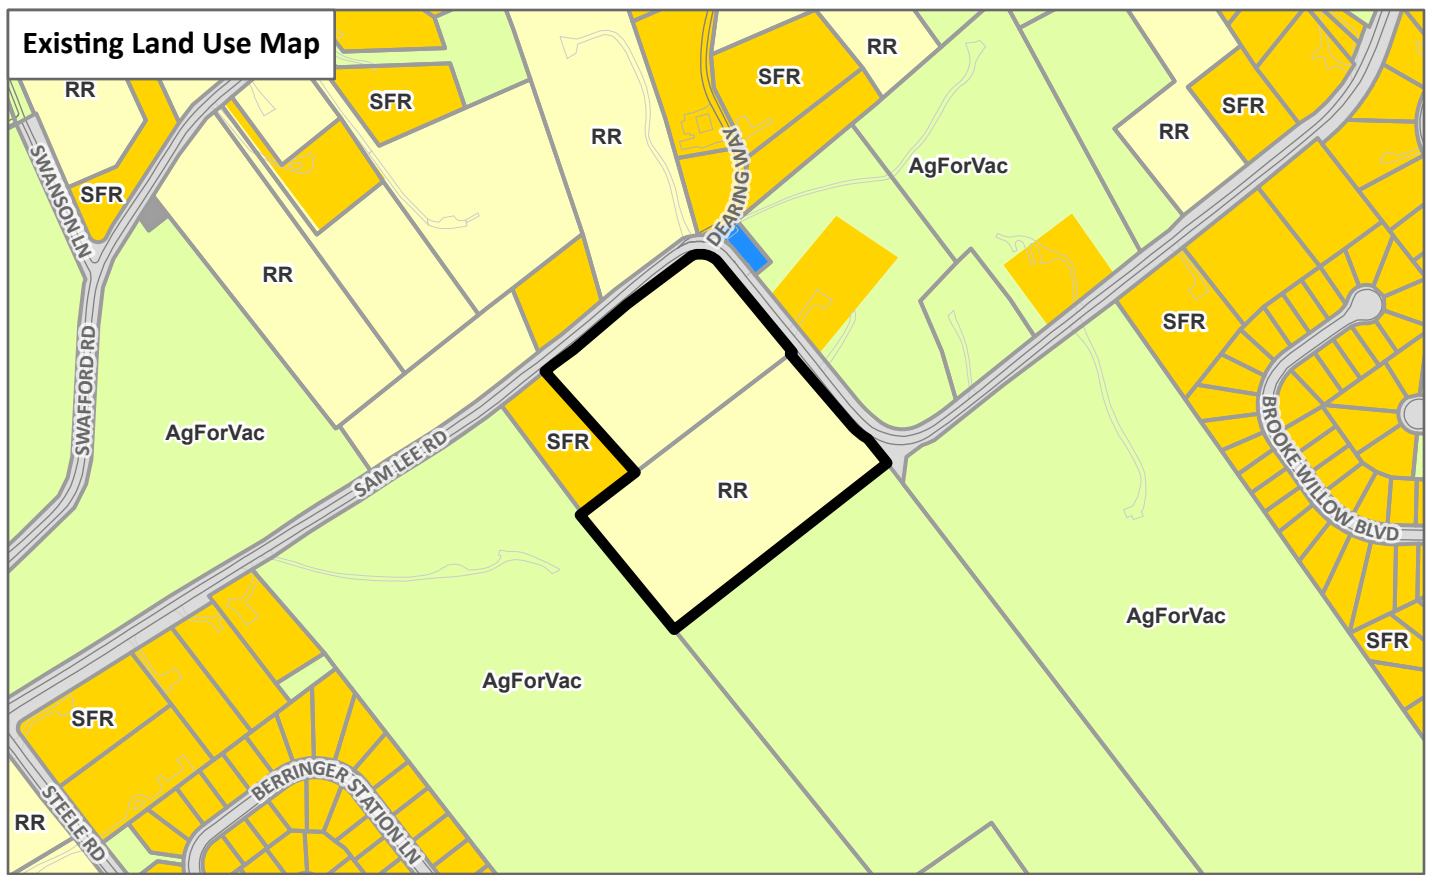 Existing Land Use Map
RR
SFR
RR
SFR
RR
SFR
RR
SFR
AgForVac
SWANSON LN
SFR
DEARING WAY
RR
SFR
SWAFFORD RD
AgForVac
SAM LEE RD
SFR
RR
BROOKE WILLOW BLVD
AgForVac
SFR
AgForVac
SFR
BERRINGER STATION LN
STEELE RD
RR